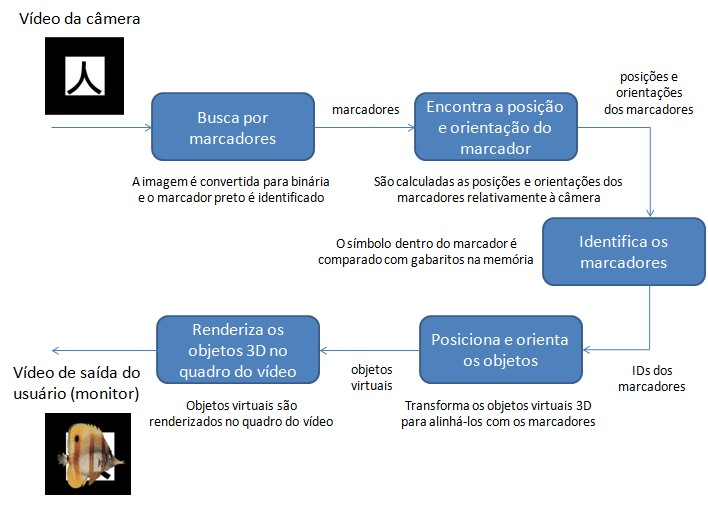 Vídeo da câmera
人
Busca por
marcadores
marcadores
Encontra a posição
e orientação do
marcador
posições e
orientações
dos marcadores
A imagem é convertida para binária
e o marcador preto é identificado
São calculadas as posições e orientações dos
marcadores relativamente à câmera
O símbolo dentro do marcador é
comparado com gabaritos na memória
Identifica os
marcadores
Renderiza os
objetos 3D no
quadro do vídeo
objetos
virtuais
Posiciona e orienta
os objetos
IDs dos
marcadores
Vídeo de saída do
usuário (monitor)
Objetos virtuais são
renderizados no quadro do vídeo
Transforma os objetos virtuais 3D
para alinhá-los com os marcadores